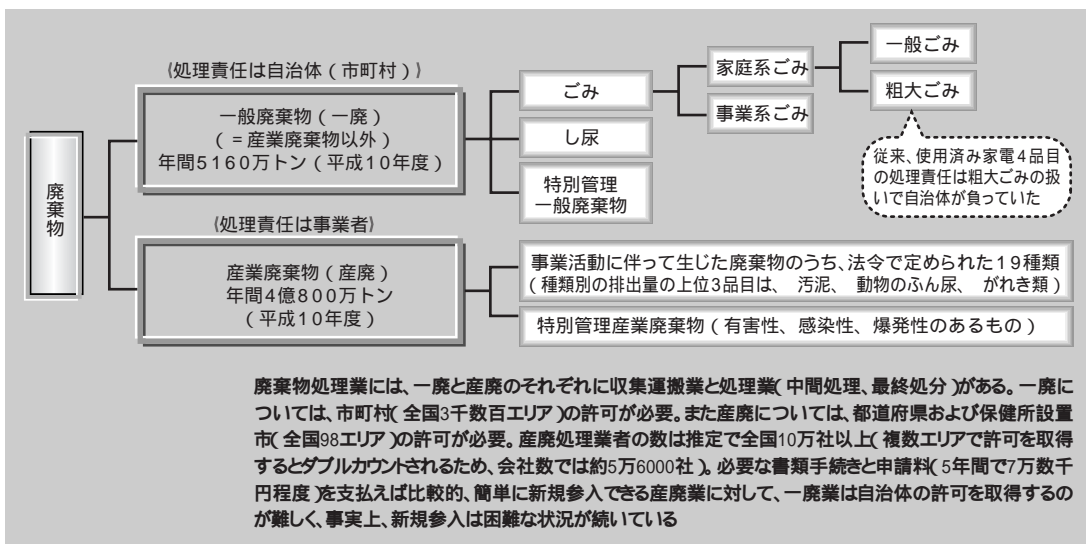 廃棄物
《処理責任は自治体（市町村）》
一般廃棄物（一廃）
（＝産業廃棄物以外）
年間5160万トン（平成10年度）
ごみ
し尿
特別管理
一般廃棄物
家庭系ごみ
事業系ごみ
一般ごみ
粗大ごみ
従来、使用済み家電4品目
の処理責任は粗大ごみの扱
いで自治体が負っていた
《処理責任は事業者》
産業廃棄物（産廃）
年間4億800万トン
（平成10年度）
事業活動に伴って生じた廃棄物のうち、法令で定められた19種類
（種類別の排出量の上位3品目は、 汚泥、 動物のふん尿、 がれき類）
特別管理産業廃棄物（有害性、感染性、爆発性のあるもの）
廃棄物処理業には、一廃と産廃のそれぞれに収集運搬業と処理業（中間処理、最終処分）がある。一廃に
ついては、市町村（全国3千数百エリア）の許可が必要。また産廃については、都道府県および保健所設置
市（全国98エリア）の許可が必要。産廃処理業者の数は推定で全国10万社以上（複数エリアで許可を取得
するとダブルカウントされるため、会社数では約5万6000社）。必要な書類手続きと申請料（5年間で7万数千
円程度）を支払えば比較的、簡単に新規参入できる産廃業に対して、一廃業は自治体の許可を取得するの
が難しく、事実上、新規参入は困難な状況が続いている